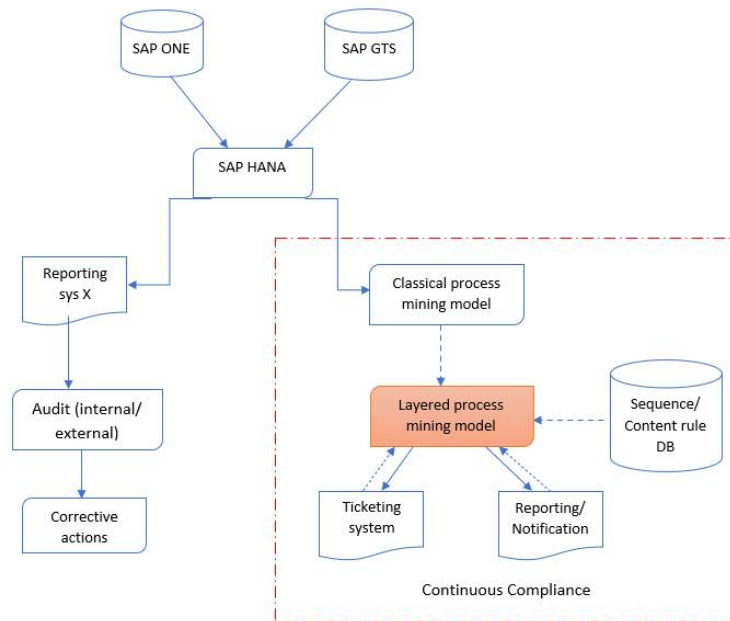 SAP ONE
SAP GTS
SAP HANA
Reporting
sys X
Classical process
mining model
Audit (internal/
external)
Layered process
mining model
Sequence/
Content rule
DB
Corrective
actions
Ticketing
system
Reporting/
Notification
Continuous Compliance